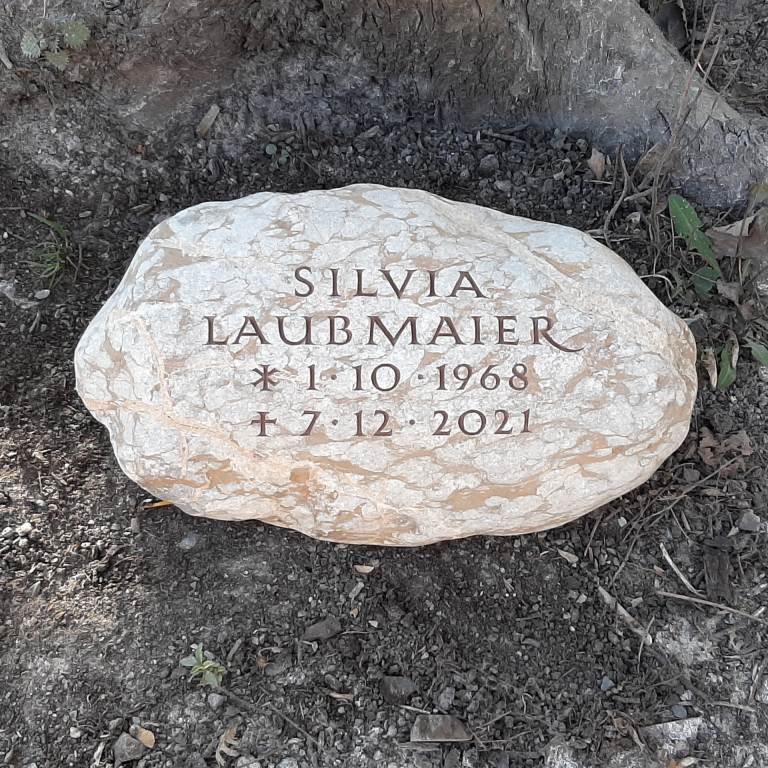 SILVIA
LAUBMAIER
* 1·10·1968
† 7·12·2021